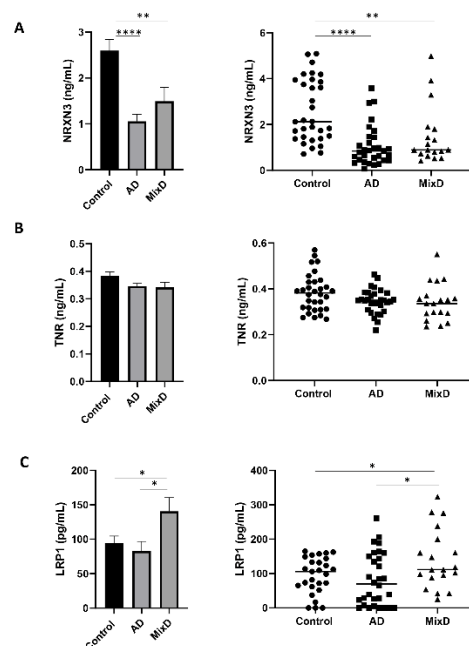 A
**
****
NRXN3 (ng/mL)
3
2
1
0
Control
AD
MixD
**
****
NRXN3 (ng/mL)
6
4
2
0
Control AD MixD
B
TNR (ng/mL)
0.5
0.4
0.3
0.2
0.1
0.0
Control
AD
MixD
TNR (ng/mL)
0.6
0.4
0.2
0.0
Control AD MixD
C
*
*
LRP1 (pg/mL)
200
150
100
50
0
Control
AD
MixD
*
*
LRP1 (pg/mL)
400
300
200
100
0
Control AD MixD